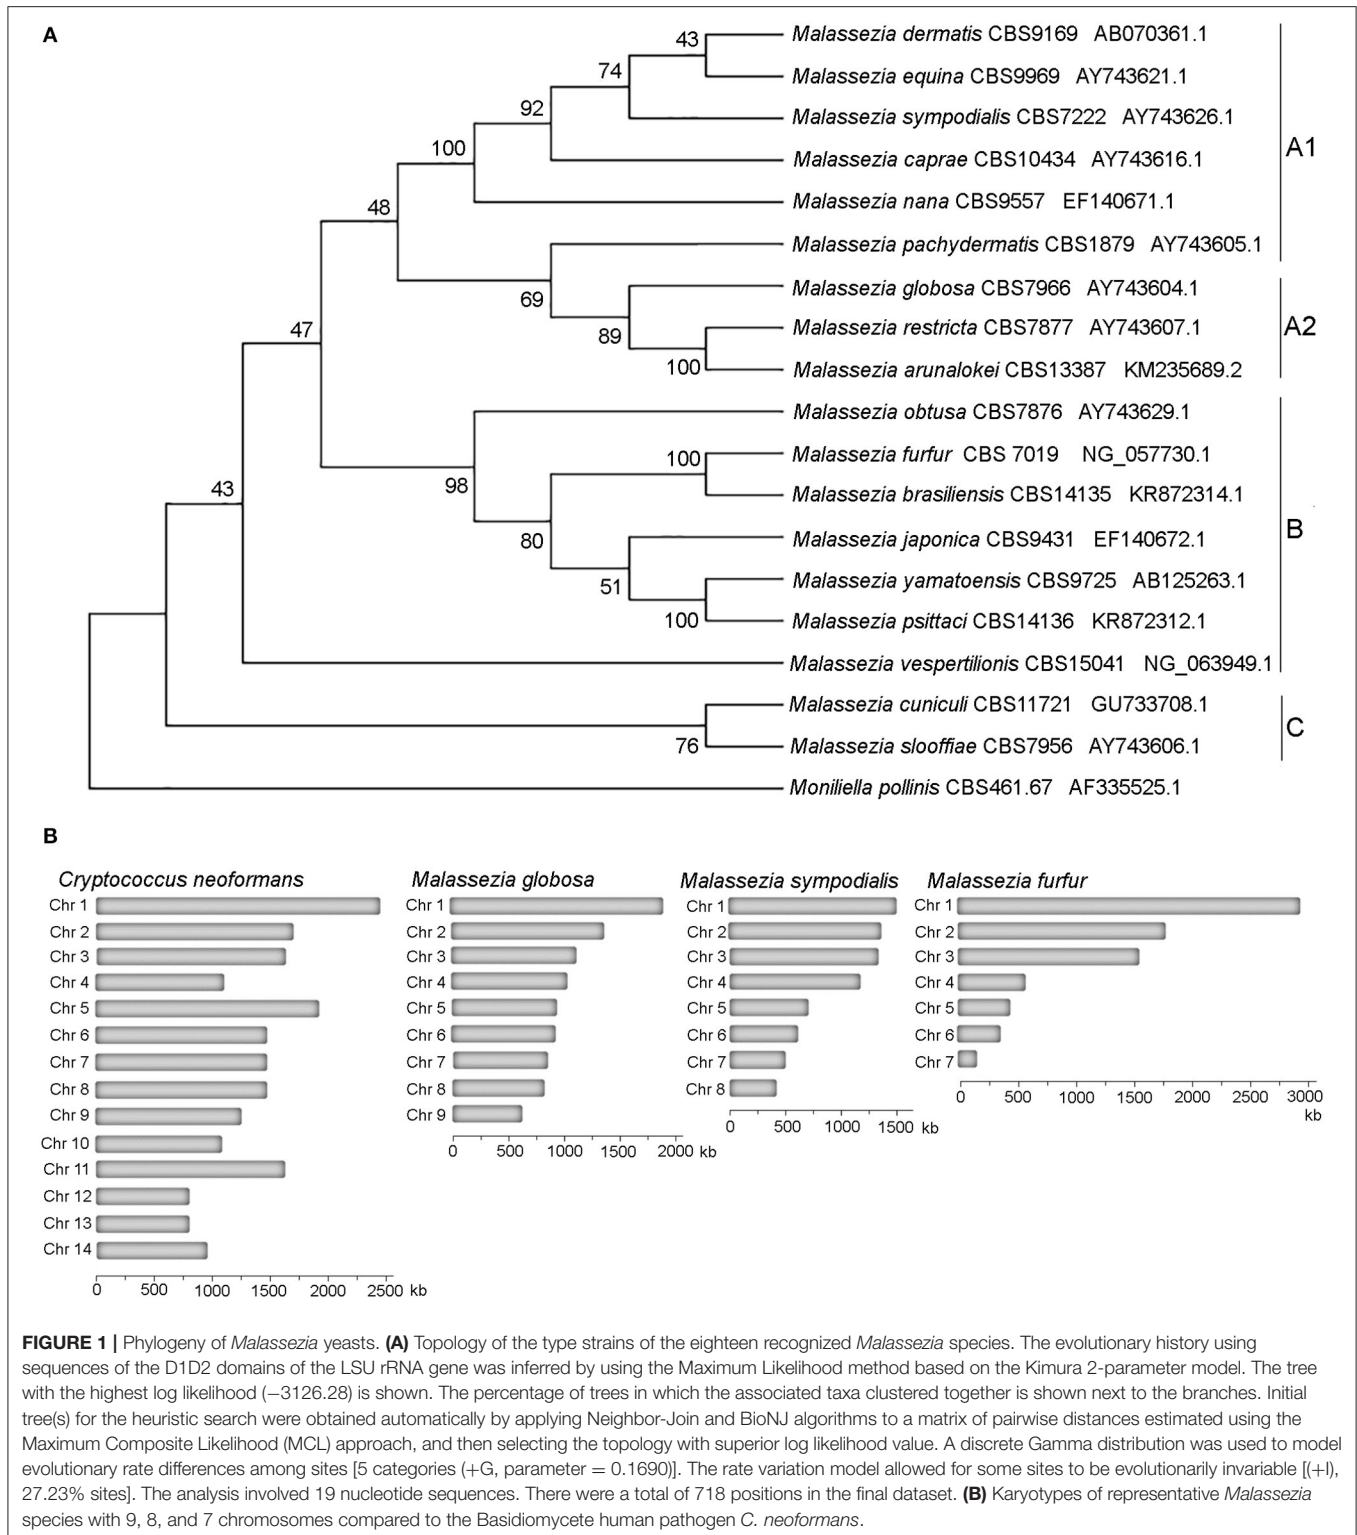 A
43
Malassezia dermatis CBS9169 AB070361.1
Malassezia equina CBS9969 AY743621.1
74
Malassezia sympodialis CBS7222 AY743626.1
92
Malassezia caprae CBS10434 AY743616.1
A1
100
Malassezia nana CBS9557 EF140671.1
48
Malassezia pachydermatis CBS1879 AY743605.1
69
Malassezia globosa CBS7966 AY743604.1
47
Malassezia restricta CBS7877 AY743607.1
A2
89
100
Malassezia arunalokei CBS13387 KM235689.2
Malassezia obtusa CBS7876 AY743629.1
100
Malassezia furfur CBS 7019 NG_057730.1
98
43
Malassezia brasiliensis CBS14135 KR872314.1
B
80
Malassezia japonica CBS9431 EF140672.1
51
Malassezia yamatoensis CBS9725 AB125263.1
100
Malassezia psittaci CBS14136 KR872312.1
Malassezia vespertilionis CBS15041 NG_063949.1
Malassezia cuniculi CBS11721 GU733708.1
C
76
Malassezia slooffiae CBS7956 AY743606.1
Moniliella pollinis CBS461.67 AF335525.1
B
Cryptococcus neoformans
Chr 1
Chr 2
Chr 3
Chr 4
Chr 5
Chr 6
Chr 7
Chr 8
Chr 9
Chr 10
Chr 11
Chr 12
Chr 13
Chr 14
0 500 1000 1500 2000 2500 kb
Malassezia globosa
Chr 1
Chr 2
Chr 3
Chr 4
Chr 5
Chr 6
Chr 7
Chr 8
Chr 9
0 500 1000 1500 2000 kb
Malassezia sympodialis
Chr 1
Chr 2
Chr 3
Chr 4
Chr 5
Chr 6
Chr 7
Chr 8
0 500 1000 1500 kb
Malassezia furfur
Chr 1
Chr 2
Chr 3
Chr 4
Chr 5
Chr 6
Chr 7
0 500 1000 1500 2000 2500 3000
kb
FIGURE 1 | Phylogeny of Malassezia yeasts. (A) Topology of the type strains of the eighteen recognized Malassezia species. The evolutionary history using
sequences of the D1D2 domains of the LSU rRNA gene was inferred by using the Maximum Likelihood method based on the Kimura 2-parameter model. The tree
with the highest log likelihood (−3126.28) is shown. The percentage of trees in which the associated taxa clustered together is shown next to the branches. Initial
tree(s) for the heuristic search were obtained automatically by applying Neighbor-Join and BioNJ algorithms to a matrix of pairwise distances estimated using the
Maximum Composite Likelihood (MCL) approach, and then selecting the topology with superior log likelihood value. A discrete Gamma distribution was used to model
evolutionary rate differences among sites [5 categories (+G, parameter = 0.1690)]. The rate variation model allowed for some sites to be evolutionarily invariable [(+I),
27.23% sites]. The analysis involved 19 nucleotide sequences. There were a total of 718 positions in the final dataset. (B) Karyotypes of representative Malassezia
species with 9, 8, and 7 chromosomes compared to the Basidiomycete human pathogen C. neoformans.